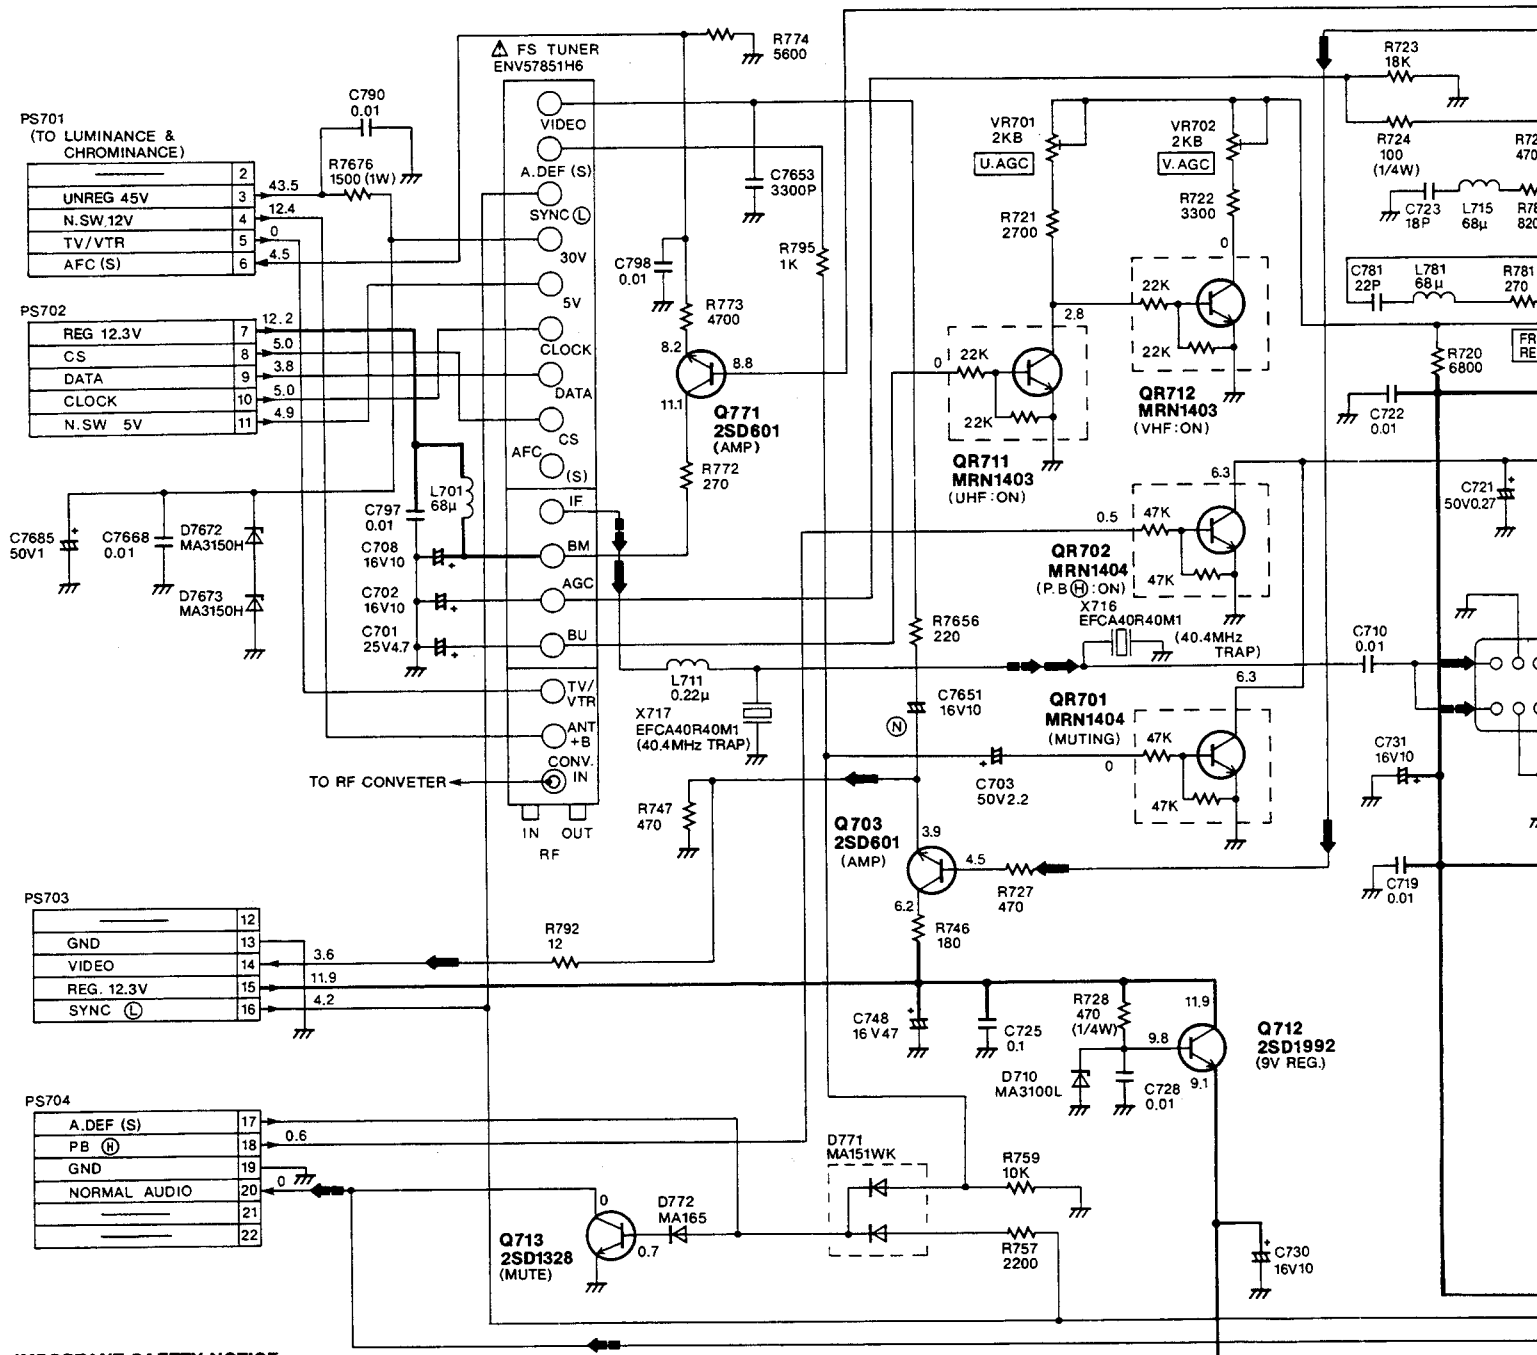 R774
5600
FS TUNER
ENV57851H6
R723
18K
C790
0.01
PS701
(TO LUMINANCE &
CHROMINANCE)
R7676
1500 (1W)
2
UNREG 45V 3 43.5
N.SW.12V 4 12.4
TV/VTR 5 0
AFC (S) 6 4.5
VIDEO
A.DEF (S)
SYNC Ⓛ
30V
5V
CLOCK
DATA
CS
AFC
(S)
IF
BM
AGC
BU
TV/
VTR
ANT
+B
CONV.
IN
IN OUT
RF
TO RF CONVETER
C7653
3300P
VR701
2KB
U.AGC
VR702
2KB
V.AGC
R724
100
(1/4W)
R721
2700
R722
3300
C723
18P
L715
68μ
C781
22P
L781
68μ
R781
270
0
22K
22K
QR712
MRN1403
(VHF:ON)
2.8
0
22K
22K
QR711
MRN1403
(UHF:ON)
R720
6800
C722
0.01
PS702
REG 12.3V 7 12.2
CS 8 5.0
DATA 9 3.8
CLOCK 10 5.0
N.SW 5V 11 4.9
C798
0.01
R795
1K
R773
4700
8.2
8.8
11.1
Q771
2SD601
(AMP)
R772
270
L701
68μ
C797
0.01
C708
16V10
C702
16V10
C701
25V4.7
C7685
50V1
C7668
0.01
D7672
MA3150H
D7673
MA3150H
6.3
47K
0.5
47K
QR702
MRN1404
(P.BⒽ:ON)
C721
50V0.27
X716
EFCA40R40M1
(40.4MHz
TRAP)
C710
0.01
R7656
220
L711
0.22μ
X717
EFCA40R40M1
(40.4MHz TRAP)
C7651
16V10
Ⓝ
6.3
QR701
MRN1404
(MUTING)
47K
0
47K
C703
50V2.2
C731
16V10
R747
470
Q703
2SD601
(AMP)
3.9
4.5
6.2
R727
470
C719
0.01
R746
180
PS703
12
GND 13
VIDEO 14 3.6
REG. 12.3V 15 11.9
SYNC Ⓛ 16 4.2
R792
12
C748
16V47
C725
0.1
R728
470
(1/4W)
11.9
9.8
9.1
Q712
2SD1992
(9V REG.)
D710
MA3100L
C728
0.01
PS704
A.DEF (S) 17
PB Ⓗ 18 0.6
GND 19
NORMAL AUDIO 20 0
21
22
D771
MA151WK
R759
10K
R757
2200
D772
MA165
0
0.7
Q713
2SD1328
(MUTE)
C730
16V10